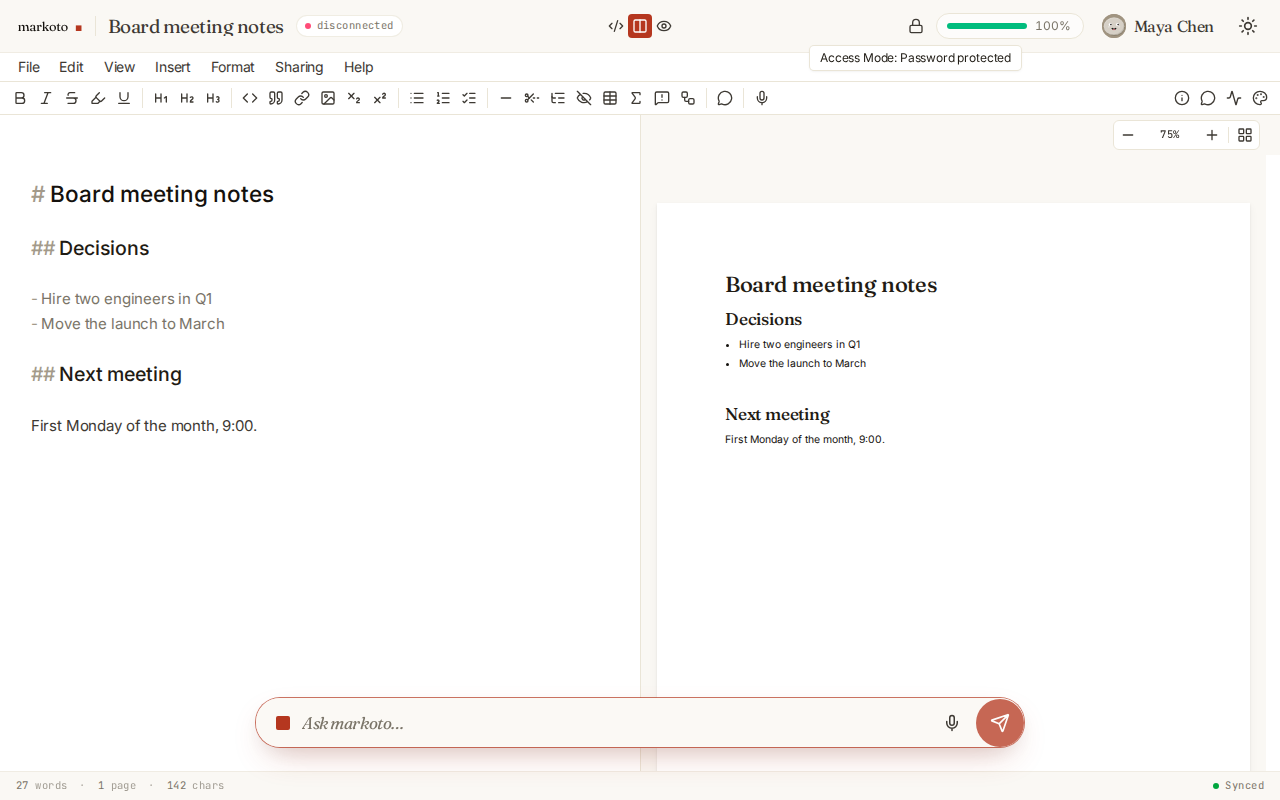 markoto
Board meeting notes
disconnected
100%
Maya Chen
Access Mode: Password protected
File Edit View Insert Format Sharing Help
H1 H2 H3
75%
# Board meeting notes
## Decisions
- Hire two engineers in Q1
- Move the launch to March
## Next meeting
First Monday of the month, 9:00.
Board meeting notes
Decisions
• Hire two engineers in Q1
• Move the launch to March
Next meeting
First Monday of the month, 9:00.
Ask markoto...
27 words · 1 page · 142 chars
Synced